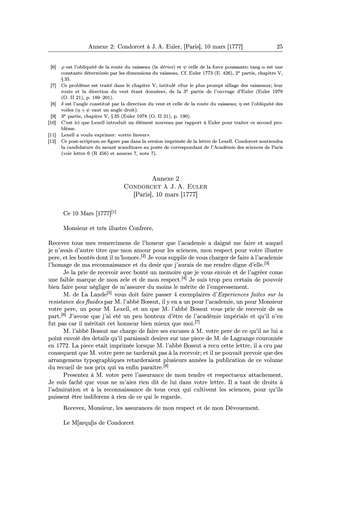 Annexe 2: Condorcet à J. A. Euler, [Paris], 10 mars [1777] 25
[6] φ est l'obliquité de la route du vaisseau (la dérive) et ψ celle de la force poussante; tang α est une
constante déterminée par les dimensions du vaisseau. Cf. Euler 1773 (E. 426), 2e partie, chapitre V,
§ 35.
[7] Ce problème est traité dans le chapitre V, intitulé «Sur le plus prompt sillage des vaisseaux; leur
route et la direction du vent étant données», de la 3e partie de l'ouvrage d'Euler (Euler 1978
(O. II 21), p. 189–201).
[8] δ est l'angle constitué par la direction du vent et celle de la route du vaisseau; η est l'obliquité des
voiles (η + ψ vaut un angle droit).
[9] 3e partie, chapitre V, § 35 (Euler 1978 (O. II 21), p. 190).
[10] C'est ici que Lexell introduit un élément nouveau par rapport à Euler pour traiter ce second pro-
blème.
[11] Lexell a voulu exprimer: «entre lineas».
[12] Ce post-scriptum ne figure pas dans la version imprimée de la lettre de Lexell. Condorcet soutiendra
la candidature du savant scandinave au poste de correspondant de l'Académie des sciences de Paris
(voir lettre 6 (R 456) et annexe 7, note 7).
Annexe 2
Condorcet à J. A. Euler
[Paris], 10 mars [1777]
Ce 10 Mars [1777][1]
Monsieur et très illustre Confrere,
Recevez tous mes remerciemens de l'honeur que l'academie a daigné me faire et auquel
je n'avois d'autre titre que mon amour pour les sciences, mon respect pour votre illustre
pere, et les bontés dont il m'honore.[2] Je vous supplie de vous charger de faire à l'academie
l'homage de ma reconnaissance et du desir que j'aurais de me rendre digne d'elle.[3]
Je la prie de recevoir avec bonté un memoire que je vous envoie et de l'agréer come
une faible marque de mon zele et de mon respect.[4] Je suis trop peu certain de pouvoir
bien faire pour négliger de m'assurer du moins le mérite de l'empressement.
M. de La Lande[5] vous doit faire passer 4 exemplaires d'Experiences faites sur la
resistance des fluides par M. l'abbé Bossut, il y en a un pour l'academie, un pour Monsieur
votre pere, un pour M. Lexell, et un que M. l'abbé Bossut vous prie de recevoir de sa
part.[6] J'avoue que j'ai été un peu honteux d'être de l'académie impériale et qu'il n'en
fut pas car il méritait cet honneur bien mieux que moi.[7]
M. l'abbé Bossut me charge de faire ses excuses à M. votre pere de ce qu'il ne lui a
point envoié des details qu'il paraissait desirer sur une piece de M. de Lagrange couronnée
en 1772. La piece etait imprimée lorsque M. l'abbé Bossut a recu cette lettre, il a cru par
consequent que M. votre pere ne tarderait pas à la recevoir; et il ne pouvait prevoir que des
arrangemens typographiques retarderaient plusieurs années la publication de ce volume
du recueil de nos prix qui va enfin paraitre.[8]
Presentez à M. votre pere l'assurance de mon tendre et respectueux attachement.
Je suis faché que vous ne m'aies rien dit de lui dans votre lettre. Il a tant de droits à
l'admiration et à la reconnaissance de tous ceux qui cultivent les sciences, pour qu'ils
puissent être indiferens à rien de ce qui le regarde.
Recevez, Monsieur, les assurances de mon respect et de mon Dévouement.
Le M[arqu]is de Condorcet